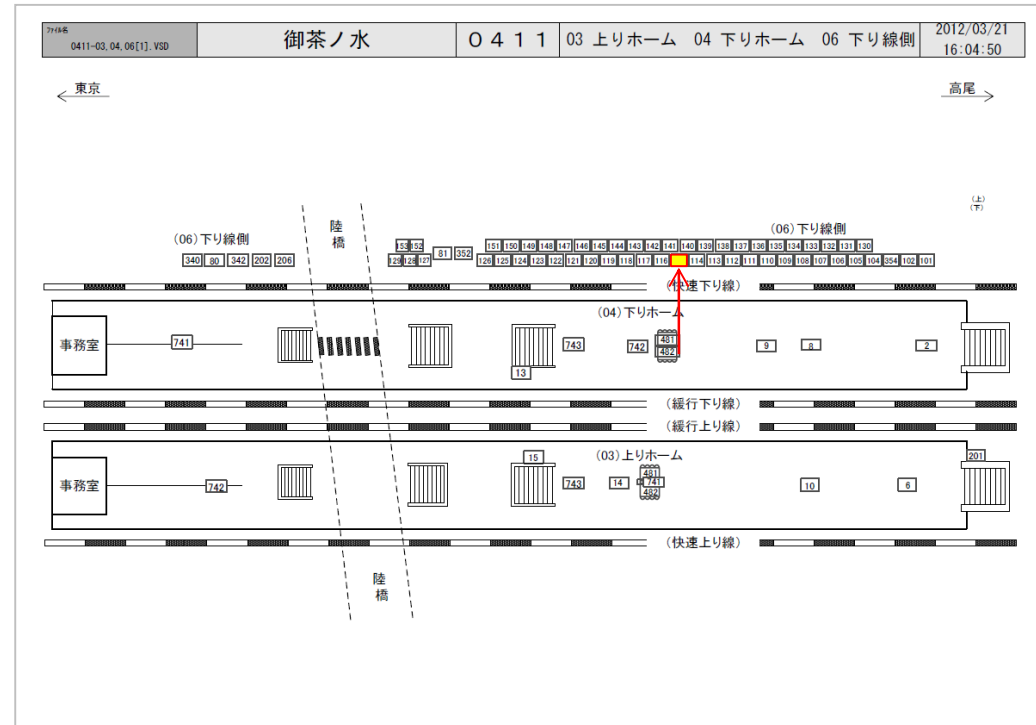 ファイル名
0411-03,04,06[1].VSD
御茶ノ水
0411
03 上りホーム 04 下りホーム 06 下り線側
2012/03/21
16:04:50
東京
高尾
(上)
(下)
陸橋
(06)下り線側
(06)下り線側
153 152
151 150 149 148 147 146 145 144 143 142 141 140 139 138 137 136 135 134 133 132 131 130
340 80 342 202 206
129 128 127 81 352
126 125 124 123 122 121 120 119 118 117 116 114 113 112 111 110 109 108 107 106 105 104 354 102 101
(快速下り線)
(04)下りホーム
事務室
741
743
742
481
482
9
8
2
13
(緩行下り線)
(緩行上り線)
15
(03)上りホーム
201
事務室
742
743
14
481
741
482
10
6
(快速上り線)
陸橋